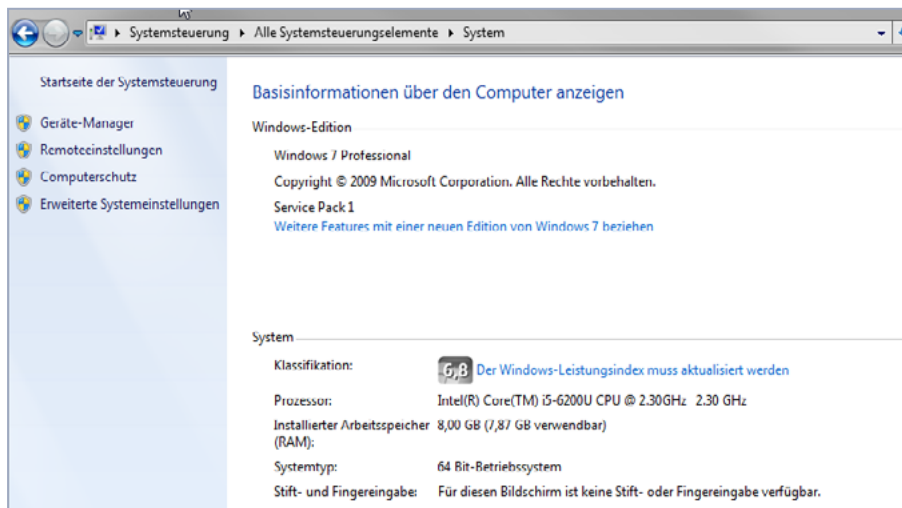 Systemsteuerung Alle Systemsteuerungselemente System
Startseite der Systemsteuerung
Geräte-Manager
Remoteeinstellungen
Computerschutz
Erweiterte Systemeinstellungen
Basisinformationen über den Computer anzeigen
Windows-Edition
Windows 7 Professional
Copyright © 2009 Microsoft Corporation. Alle Rechte vorbehalten.
Service Pack 1
Weitere Features mit einer neuen Edition von Windows 7 beziehen
System
Klassifikation: 6,8 Der Windows-Leistungsindex muss aktualisiert werden
Prozessor: Intel(R) Core(TM) i5-6200U CPU @ 2.30GHz 2.30 GHz
Installierter Arbeitsspeicher 8,00 GB (7,87 GB verwendbar)
(RAM):
Systemtyp: 64 Bit-Betriebssystem
Stift- und Fingereingabe: Für diesen Bildschirm ist keine Stift- oder Fingereingabe verfügbar.